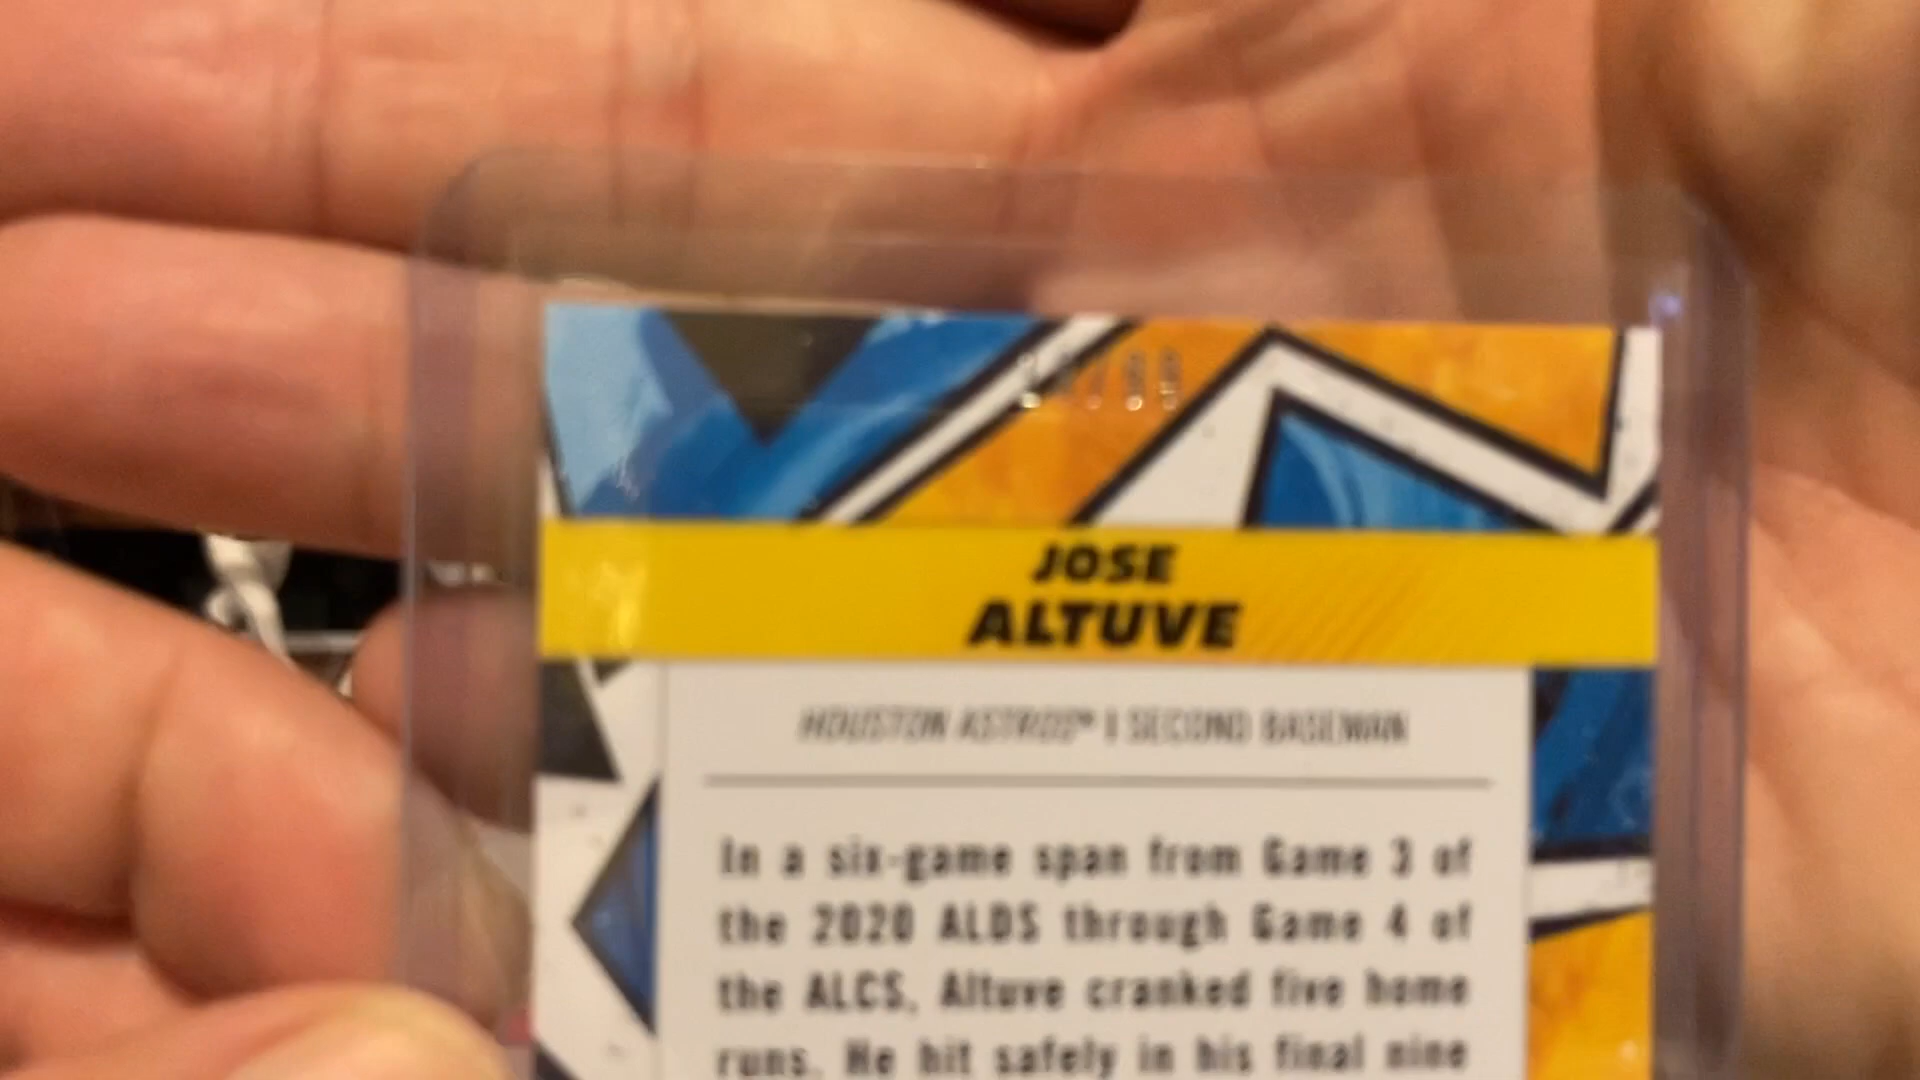 JOSE
ALTUVE
HOUSTON ASTROS® | SECOND BASEMAN
In a six-game span from Game 3 of
the 2020 ALDS through Game 4 of
the ALCS, Altuve cranked five home
runs. He hit safely in his final nine